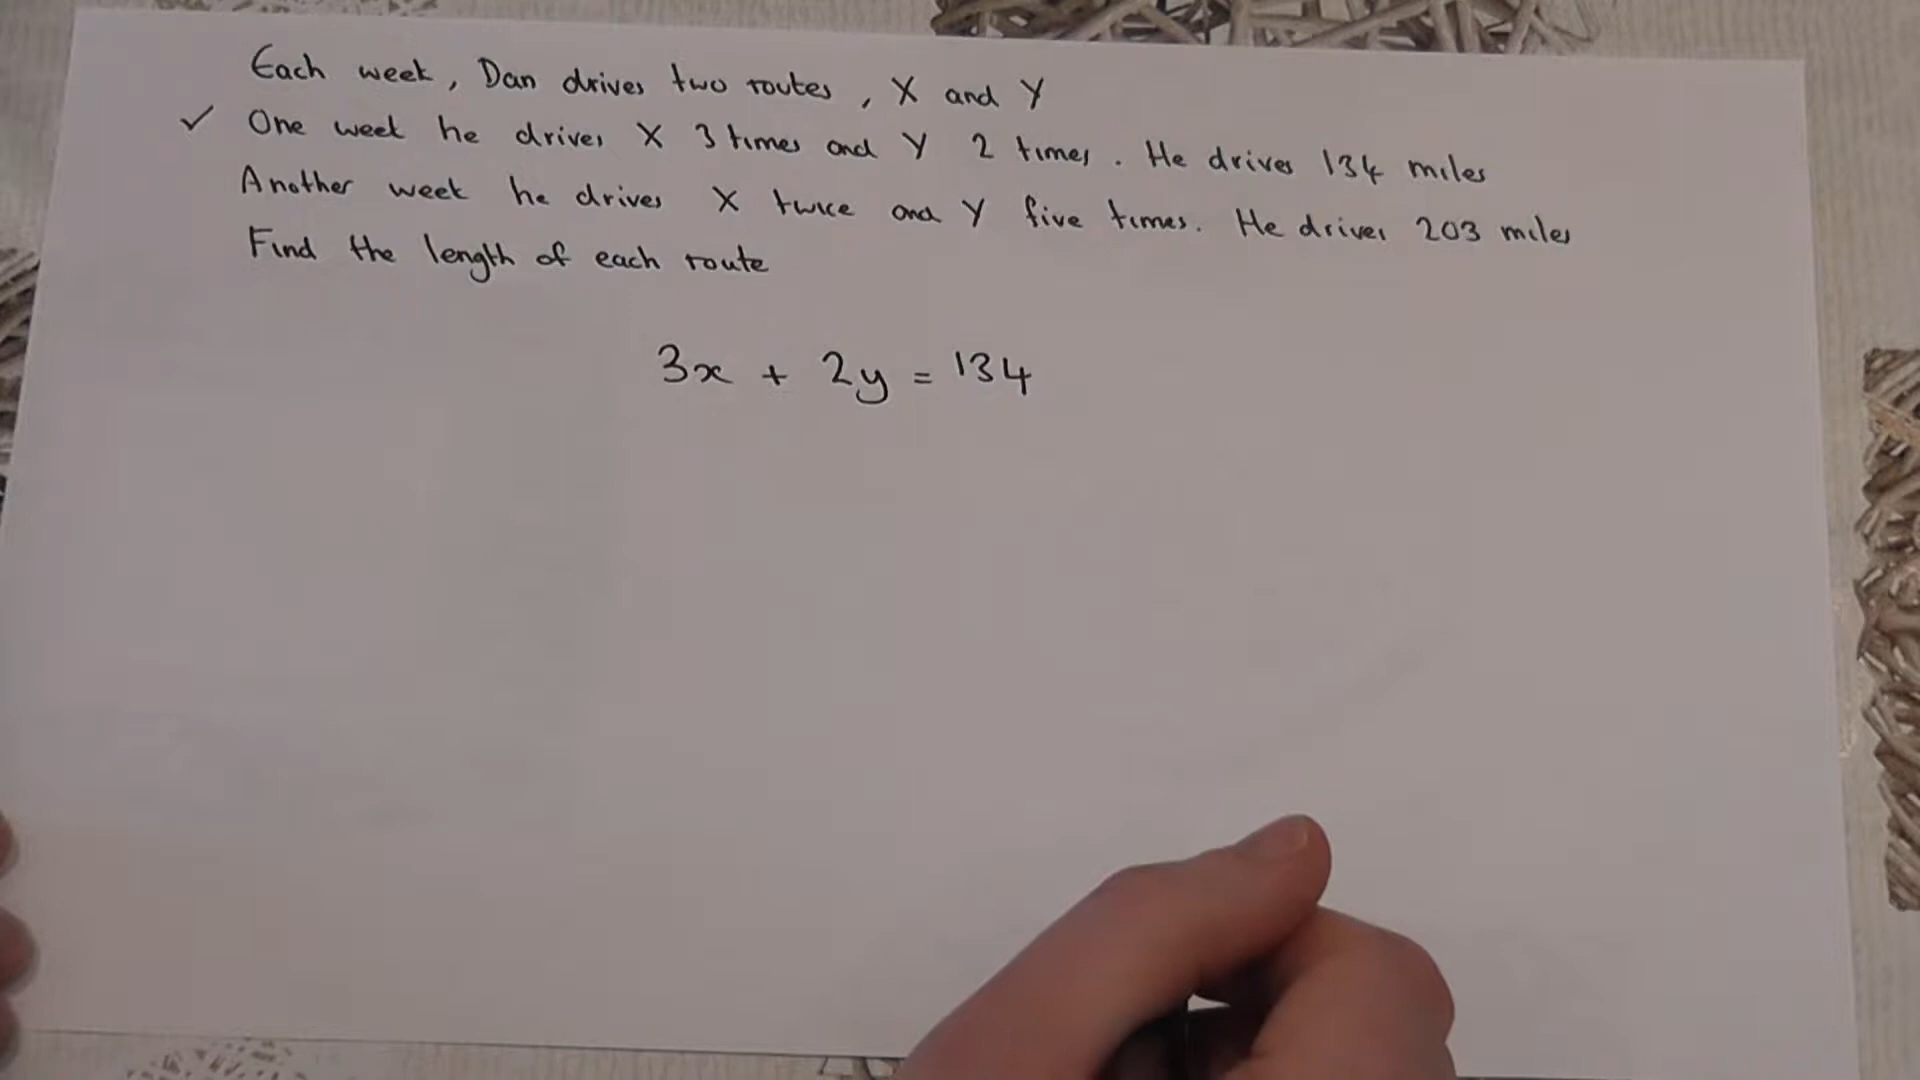 Each week, Dan drives two routes, X and Y
✓ One week he drives X 3 times and Y 2 times. He drives 134 miles
Another week he drives X twice and Y five times. He drives 203 miles
Find the length of each route
3x + 2y = 134